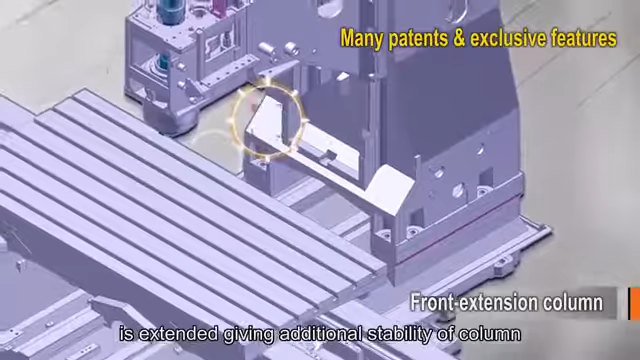 Many patents & exclusive features
Front-extension column
is extended giving additional stability of column